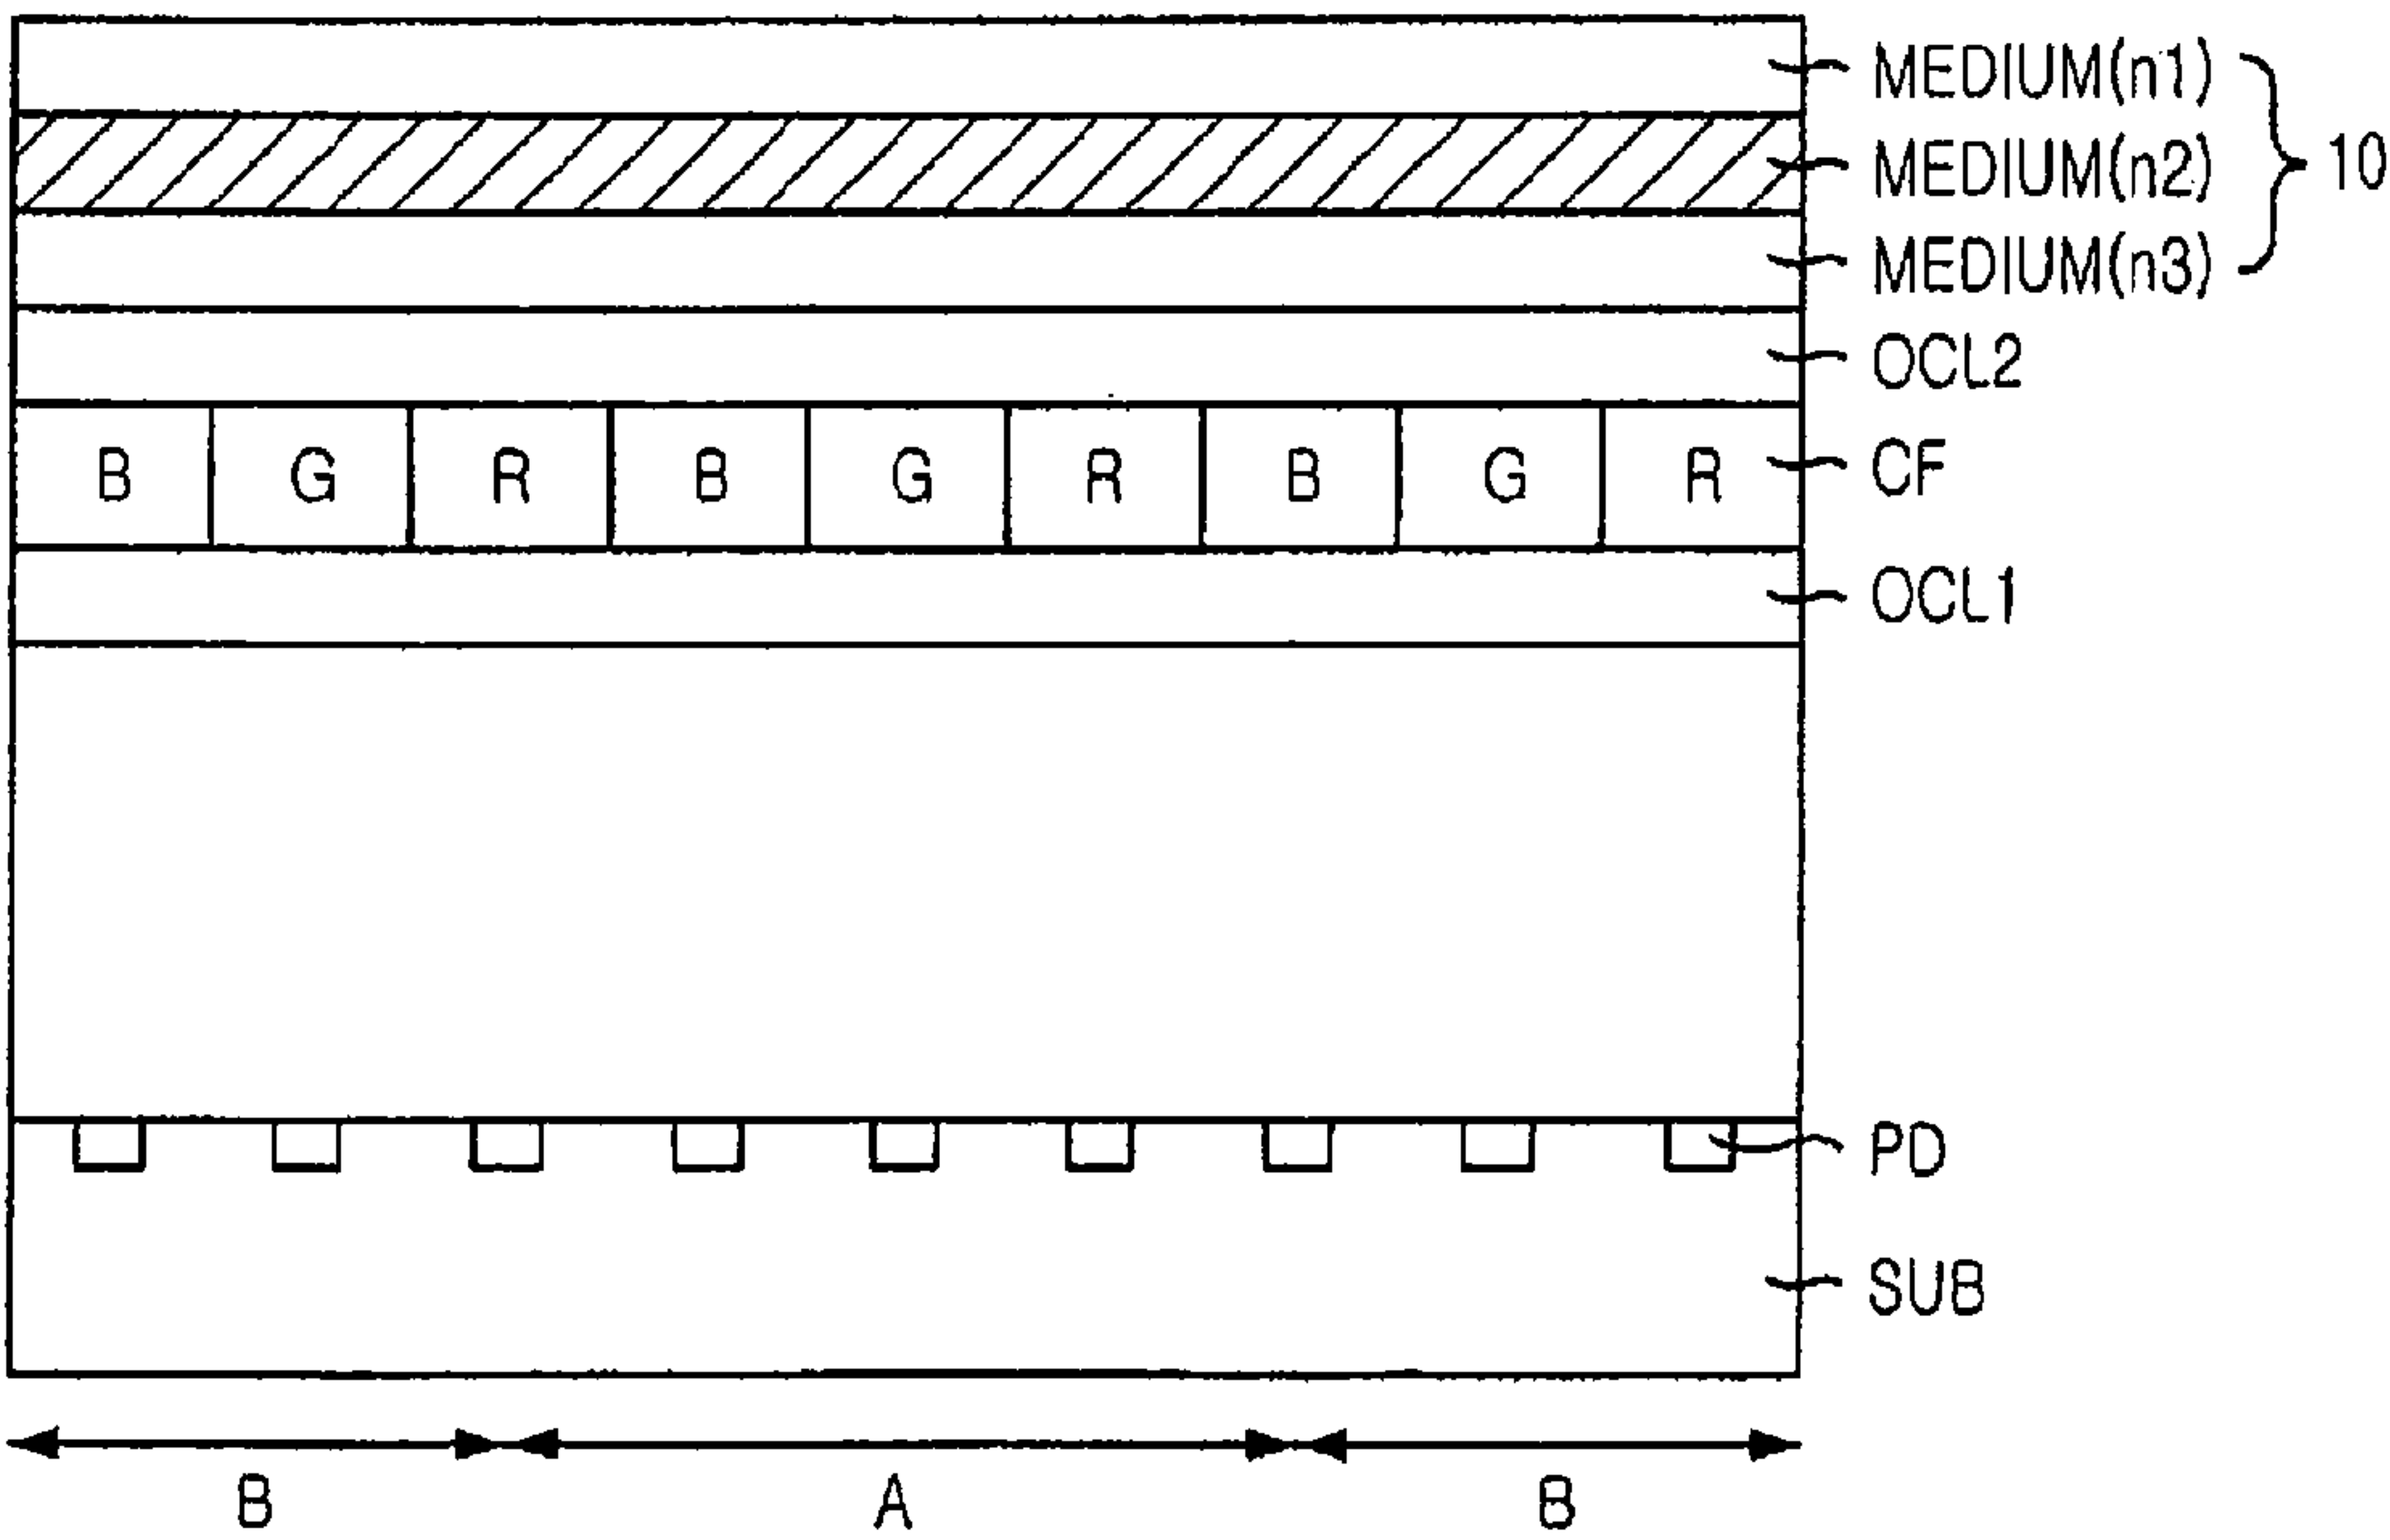 MEDIUM(n1)
MEDIUM(n2)
10
MEDIUM(n3)
OCL2
B G R B G R B G R
CF
OCL1
PD
SUB
B A B